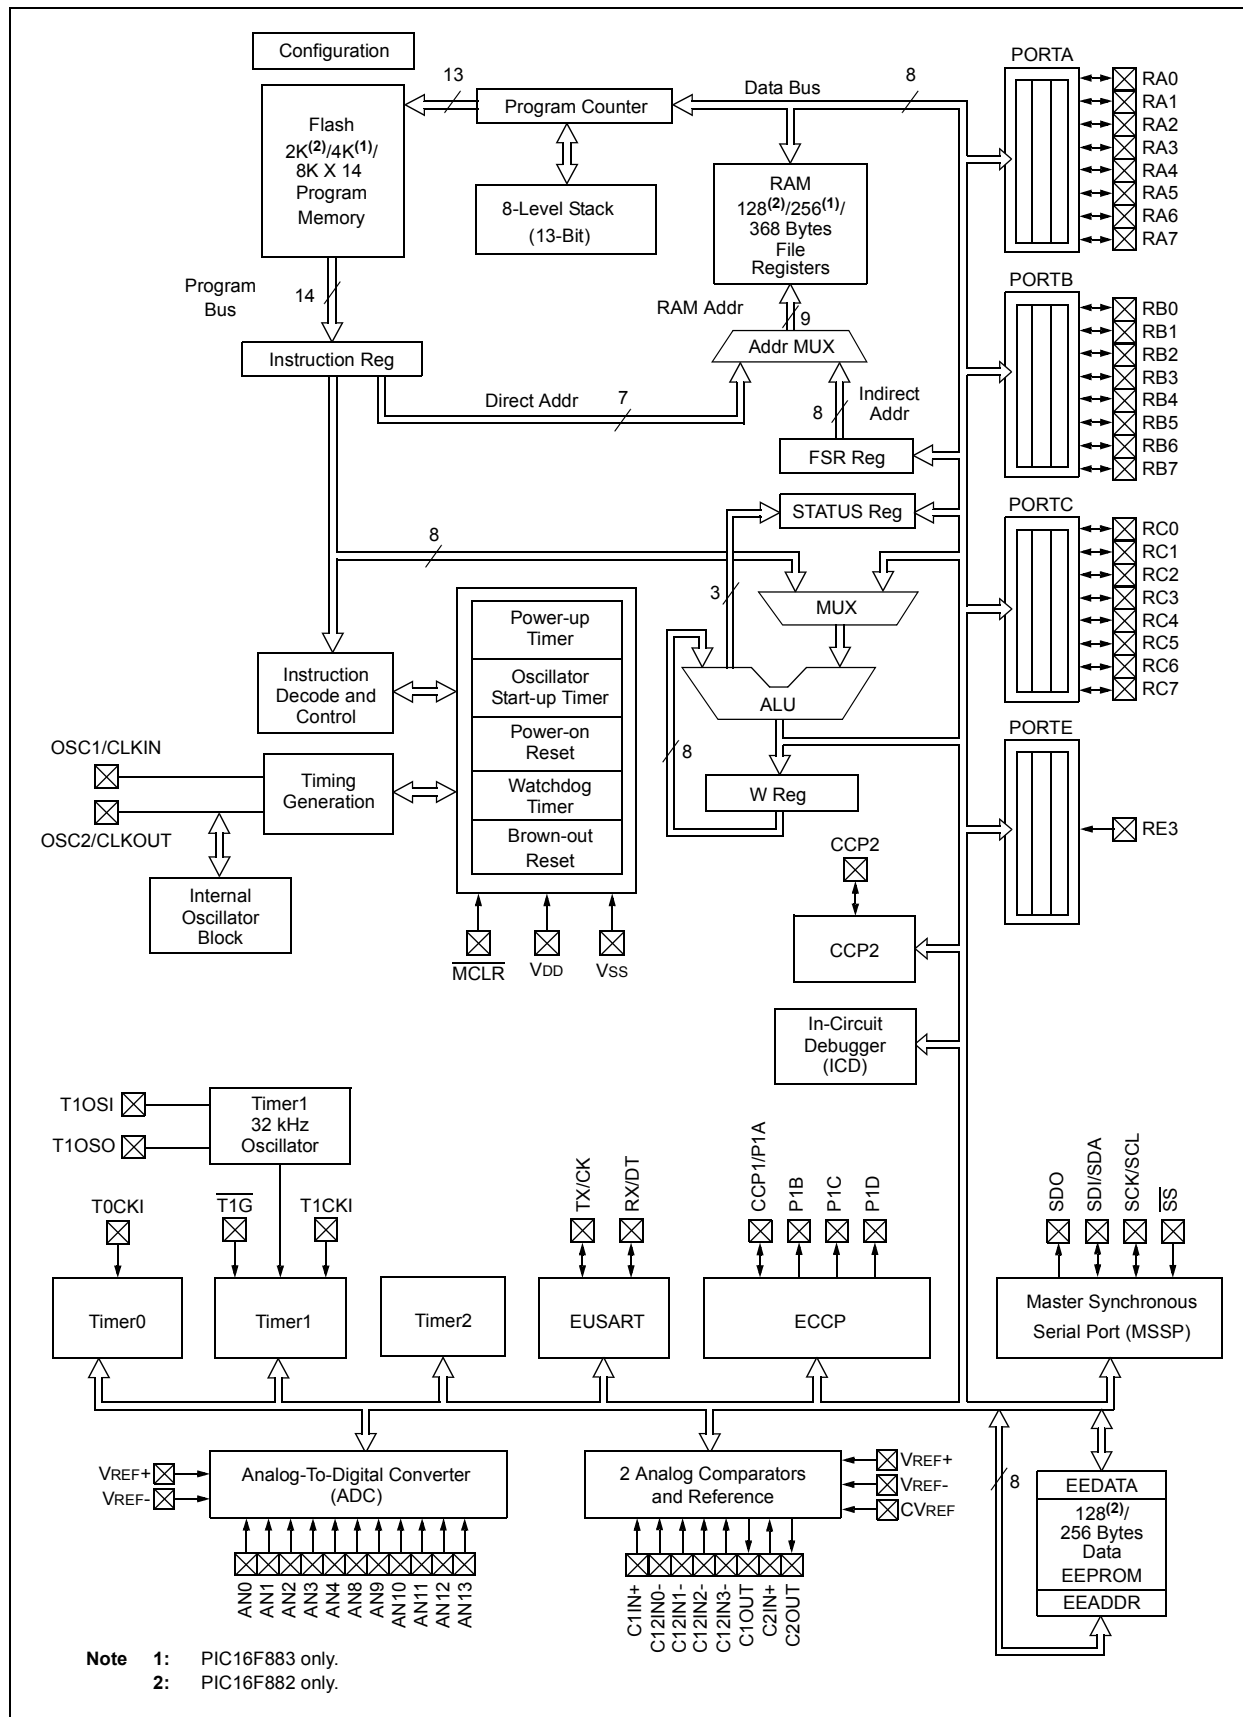 Configuration
PORTA
13
8
Data Bus
Program Counter
Flash
2K(2)/4K(1)/
8K X 14
Program
Memory
8-Level Stack
(13-Bit)
RAM
128(2)/256(1)/
368 Bytes
File
Registers
RA0
RA1
RA2
RA3
RA4
RA5
RA6
RA7
Program
Bus
14
RAM Addr
9
PORTB
Instruction Reg
Addr MUX
Direct Addr
7
8
Indirect
Addr
FSR Reg
RB0
RB1
RB2
RB3
RB4
RB5
RB6
RB7
STATUS Reg
PORTC
8
3
MUX
RC0
RC1
RC2
RC3
RC4
RC5
RC6
RC7
Power-up
Timer
Oscillator
Start-up Timer
Power-on
Reset
Watchdog
Timer
Brown-out
Reset
Instruction
Decode and
Control
ALU
PORTE
OSC1/CLKIN
Timing
Generation
OSC2/CLKOUT
8
W Reg
RE3
Internal
Oscillator
Block
CCP2
CCP2
MCLR
VDD
VSS
In-Circuit
Debugger
(ICD)
T1OSI
T1OSO
Timer1
32 kHz
Oscillator
T0CKI
T1G
T1CKI
TX/CK
RX/DT
CCP1/P1A
P1B
P1C
P1D
SDO
SDI/SDA
SCK/SCL
SS
Timer0
Timer1
Timer2
EUSART
ECCP
Master Synchronous
Serial Port (MSSP)
VREF+
VREF-
Analog-To-Digital Converter
(ADC)
2 Analog Comparators
and Reference
VREF+
VREF-
CVREF
8
EEDATA
128(2)/
256 Bytes
Data
EEPROM
EEADDR
AN0
AN1
AN2
AN3
AN4
AN8
AN9
AN10
AN11
AN12
AN13
C1IN+
C12IN0-
C12IN1-
C12IN2-
C12IN3-
C1OUT
C2IN+
C2OUT
Note 1: PIC16F883 only.
2: PIC16F882 only.